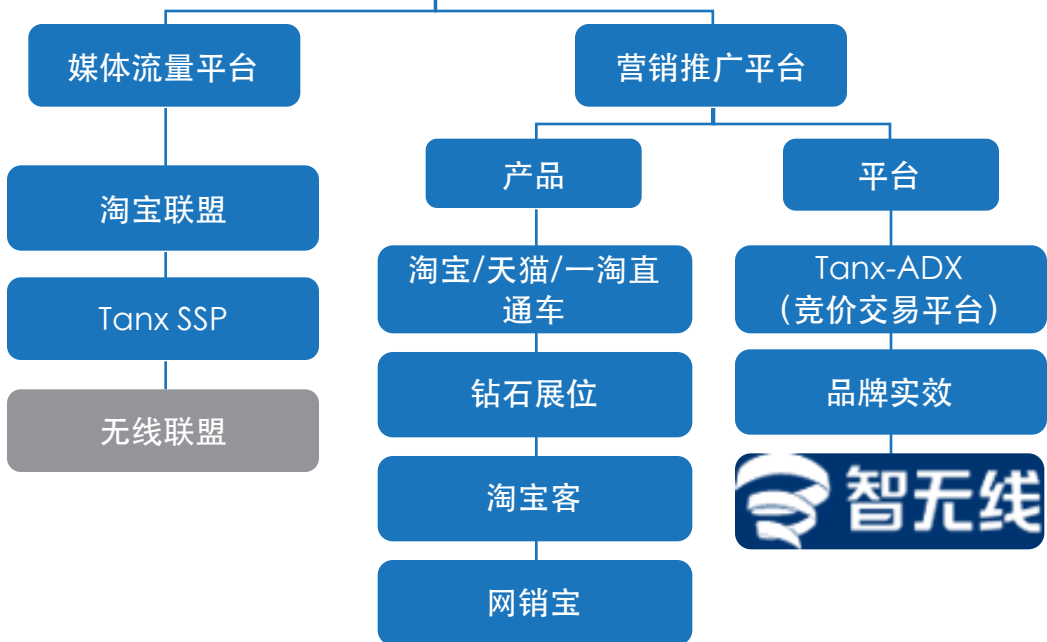 媒体流量平台
营销推广平台
产品
平台
淘宝联盟
Tanx SSP
无线联盟
淘宝/天猫/一淘直
通车
钻石展位
淘宝客
网销宝
Tanx-ADX
（竞价交易平台）
品牌实效
智无线